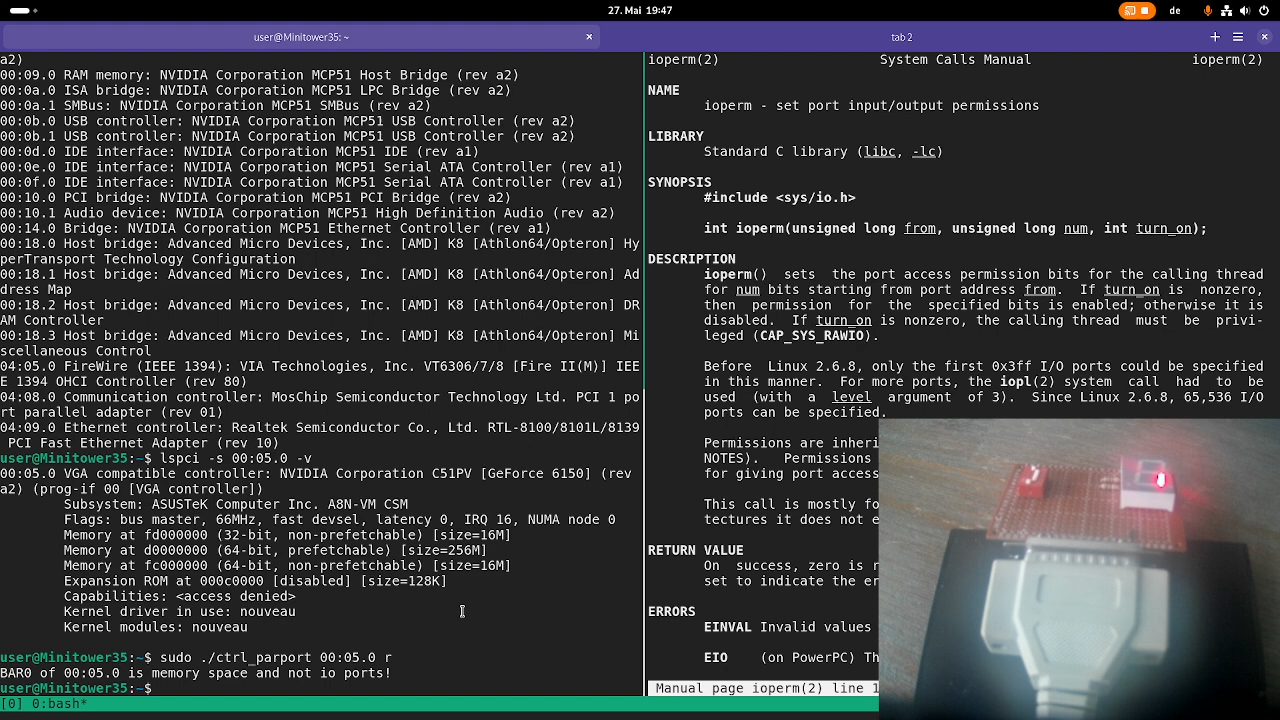 27. Mai 19:47
de
user@Minitower35: ~
tab 2
a2)
00:09.0 RAM memory: NVIDIA Corporation MCP51 Host Bridge (rev a2)
00:0a.0 ISA bridge: NVIDIA Corporation MCP51 LPC Bridge (rev a2)
00:0a.1 SMBus: NVIDIA Corporation MCP51 SMBus (rev a2)
00:0b.0 USB controller: NVIDIA Corporation MCP51 USB Controller (rev a2)
00:0b.1 USB controller: NVIDIA Corporation MCP51 USB Controller (rev a2)
00:0d.0 IDE interface: NVIDIA Corporation MCP51 IDE (rev a1)
00:0e.0 IDE interface: NVIDIA Corporation MCP51 Serial ATA Controller (rev a1)
00:0f.0 IDE interface: NVIDIA Corporation MCP51 Serial ATA Controller (rev a1)
00:10.0 PCI bridge: NVIDIA Corporation MCP51 PCI Bridge (rev a2)
00:10.1 Audio device: NVIDIA Corporation MCP51 High Definition Audio (rev a2)
00:14.0 Bridge: NVIDIA Corporation MCP51 Ethernet Controller (rev a1)
00:18.0 Host bridge: Advanced Micro Devices, Inc. [AMD] K8 [Athlon64/Opteron] Hy
perTransport Technology Configuration
00:18.1 Host bridge: Advanced Micro Devices, Inc. [AMD] K8 [Athlon64/Opteron] Ad
dress Map
00:18.2 Host bridge: Advanced Micro Devices, Inc. [AMD] K8 [Athlon64/Opteron] DR
AM Controller
00:18.3 Host bridge: Advanced Micro Devices, Inc. [AMD] K8 [Athlon64/Opteron] Mi
scellaneous Control
04:05.0 FireWire (IEEE 1394): VIA Technologies, Inc. VT6306/7/8 [Fire II(M)] IEE
E 1394 OHCI Controller (rev 80)
04:08.0 Communication controller: MosChip Semiconductor Technology Ltd. PCI 1 po
rt parallel adapter (rev 01)
04:09.0 Ethernet controller: Realtek Semiconductor Co., Ltd. RTL-8100/8101L/8139
PCI Fast Ethernet Adapter (rev 10)
user@Minitower35:~$ lspci -s 00:05.0 -v
00:05.0 VGA compatible controller: NVIDIA Corporation C51PV [GeForce 6150] (rev
a2) (prog-if 00 [VGA controller])
Subsystem: ASUSTeK Computer Inc. A8N-VM CSM
Flags: bus master, 66MHz, fast devsel, latency 0, IRQ 16, NUMA node 0
Memory at fd000000 (32-bit, non-prefetchable) [size=16M]
Memory at d0000000 (64-bit, prefetchable) [size=256M]
Memory at fc000000 (64-bit, non-prefetchable) [size=16M]
Expansion ROM at 000c0000 [disabled] [size=128K]
Capabilities: <access denied>
Kernel driver in use: nouveau
Kernel modules: nouveau
user@Minitower35:~$ sudo ./ctrl_parport 00:05.0 r
BAR0 of 00:05.0 is memory space and not io ports!
user@Minitower35:~$
[0] 0:bash*
ioperm(2) System Calls Manual ioperm(2)
NAME
ioperm - set port input/output permissions
LIBRARY
Standard C library (libc, -lc)
SYNOPSIS
#include <sys/io.h>
int ioperm(unsigned long from, unsigned long num, int turn_on);
DESCRIPTION
ioperm() sets the port access permission bits for the calling thread
for num bits starting from port address from. If turn_on is nonzero,
then permission for the specified bits is enabled; otherwise it is
disabled. If turn_on is nonzero, the calling thread must be privi-
leged (CAP_SYS_RAWIO).
Before Linux 2.6.8, only the first 0x3ff I/O ports could be specified
in this manner. For more ports, the iopl(2) system call had to be
used (with a level argument of 3). Since Linux 2.6.8, 65,536 I/O
ports can be specified.
Permissions are inheri
NOTES). Permissions
for giving port access
This call is mostly fo
tectures it does not e
RETURN VALUE
On success, zero is r
set to indicate the er
ERRORS
EINVAL Invalid values
EIO (on PowerPC) Th
Manual page ioperm(2) line 1